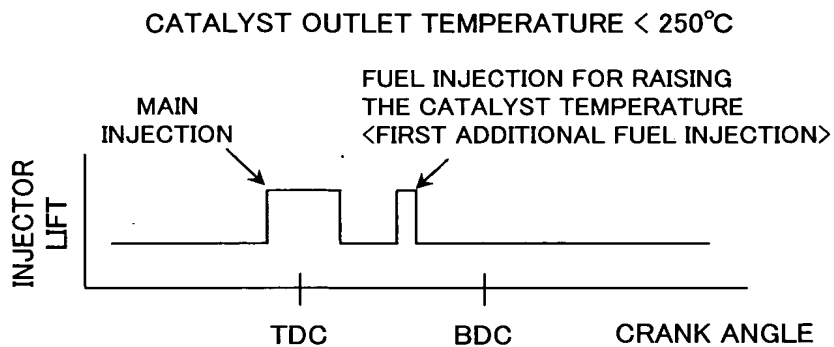 CATALYST OUTLET TEMPERATURE < 250°C
FUEL INJECTION FOR RAISING
THE CATALYST TEMPERATURE
<FIRST ADDITIONAL FUEL INJECTION>
MAIN
INJECTION
INJECTOR
LIFT
TDC
BDC
CRANK ANGLE